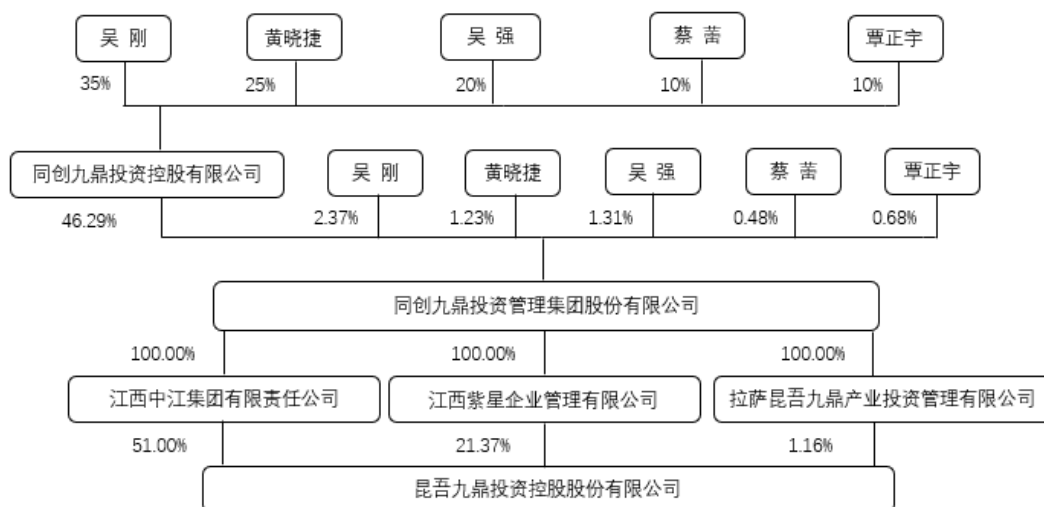 吴 刚
黄晓捷
吴 强
蔡 蕾
覃正宇
35%
25%
20%
10%
10%
同创九鼎投资控股有限公司
吴 刚
黄晓捷
吴 强
蔡 蕾
覃正宇
46.29%
2.37%
1.23%
1.31%
0.48%
0.68%
同创九鼎投资管理集团股份有限公司
100.00%
100.00%
100.00%
江西中江集团有限责任公司
江西紫星企业管理有限公司
拉萨昆吾九鼎产业投资管理有限公司
51.00%
21.37%
1.16%
昆吾九鼎投资控股股份有限公司